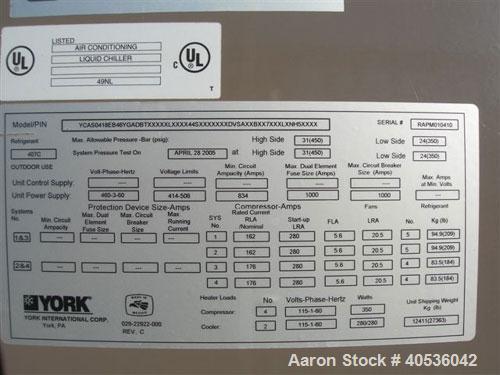 LISTED
AIR CONDITIONING
LIQUID CHILLER
49NL
UL
C UL
T
Model/PIN YCAS0418EB46YGADBTXXXXXLXXXX44SXXXXXXXDVSAXXBXX7XXXLXNH5XXXX SERIAL # RAPM010410
Refrigerant Max. Allowable Pressure -Bar (psig) High Side 31(450) Low Side 24(350)
407C System Pressure Test On APRIL 28 2005 at High Side 31(450) Low Side 24(350)
OUTDOOR USE Volt-Phase-Hertz Voltage Limits Min. Circuit Ampacity Max. Dual Element Fuse Size (Amps) Max. Circuit Breaker Size (Amps) Max. Amps at Min. Volts
Unit Control Supply: --- --- --- --- ---
Unit Power Supply: 460-3-60 414-506 834 1000 1000 ---
Protection Device Size-Amps Compressor-Amps Fans Refrigerant
Systems No. Min. Circuit Ampacity Max. Dual Element Fuse Size Max. Circuit Breaker Size Max. Running Current SYS No. Rated Current RLA /Nominal Start-up LRA FLA LRA No. Kg (lb)
1&3 --- --- --- --- 1 162 280 5.6 20.5 5 94.9(209)
2 162 280 5.6 20.5 5 94.9(209)
2&4 --- --- --- --- 3 176 280 5.6 20.5 4 83.5(184)
4 176 280 5.6 20.5 4 83.5(184)
YORK
YORK INTERNATIONAL CORP.
York, PA
MADE IN MEXICO
029-22922-000
REV. C
Heater Loads No. Volts-Phase-Hertz Watts Unit Shipping Weight Kg (lb)
Compressor: 4 115-1-60 350 12411(27363)
Cooler: 2 115-1-60 280/280
Aaron Stock # 40536042